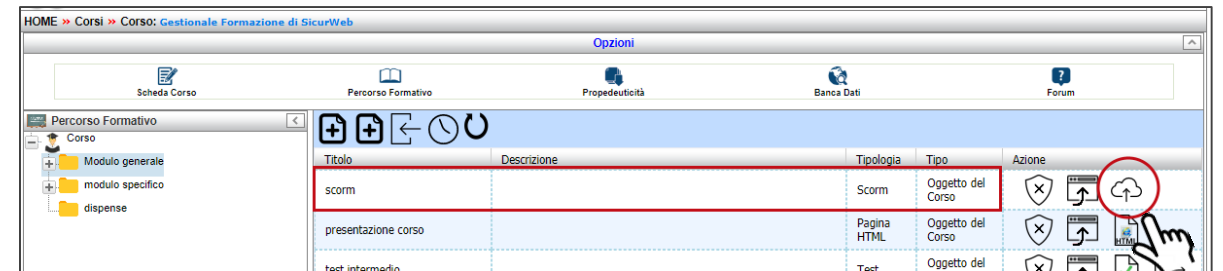 HOME » Corsi » Corso: Gestionale Formazione di SicurWeb
Opzioni
Scheda Corso Percorso Formativo Propedeuticità Banca Dati Forum
Percorso Formativo
Corso
Modulo generale
modulo specifico
dispense
Titolo Descrizione Tipologia Tipo Azione
scorm Scorm Oggetto del
Corso
presentazione corso Pagina
HTML Oggetto del
Corso
HTML
test intermedio Test Oggetto del